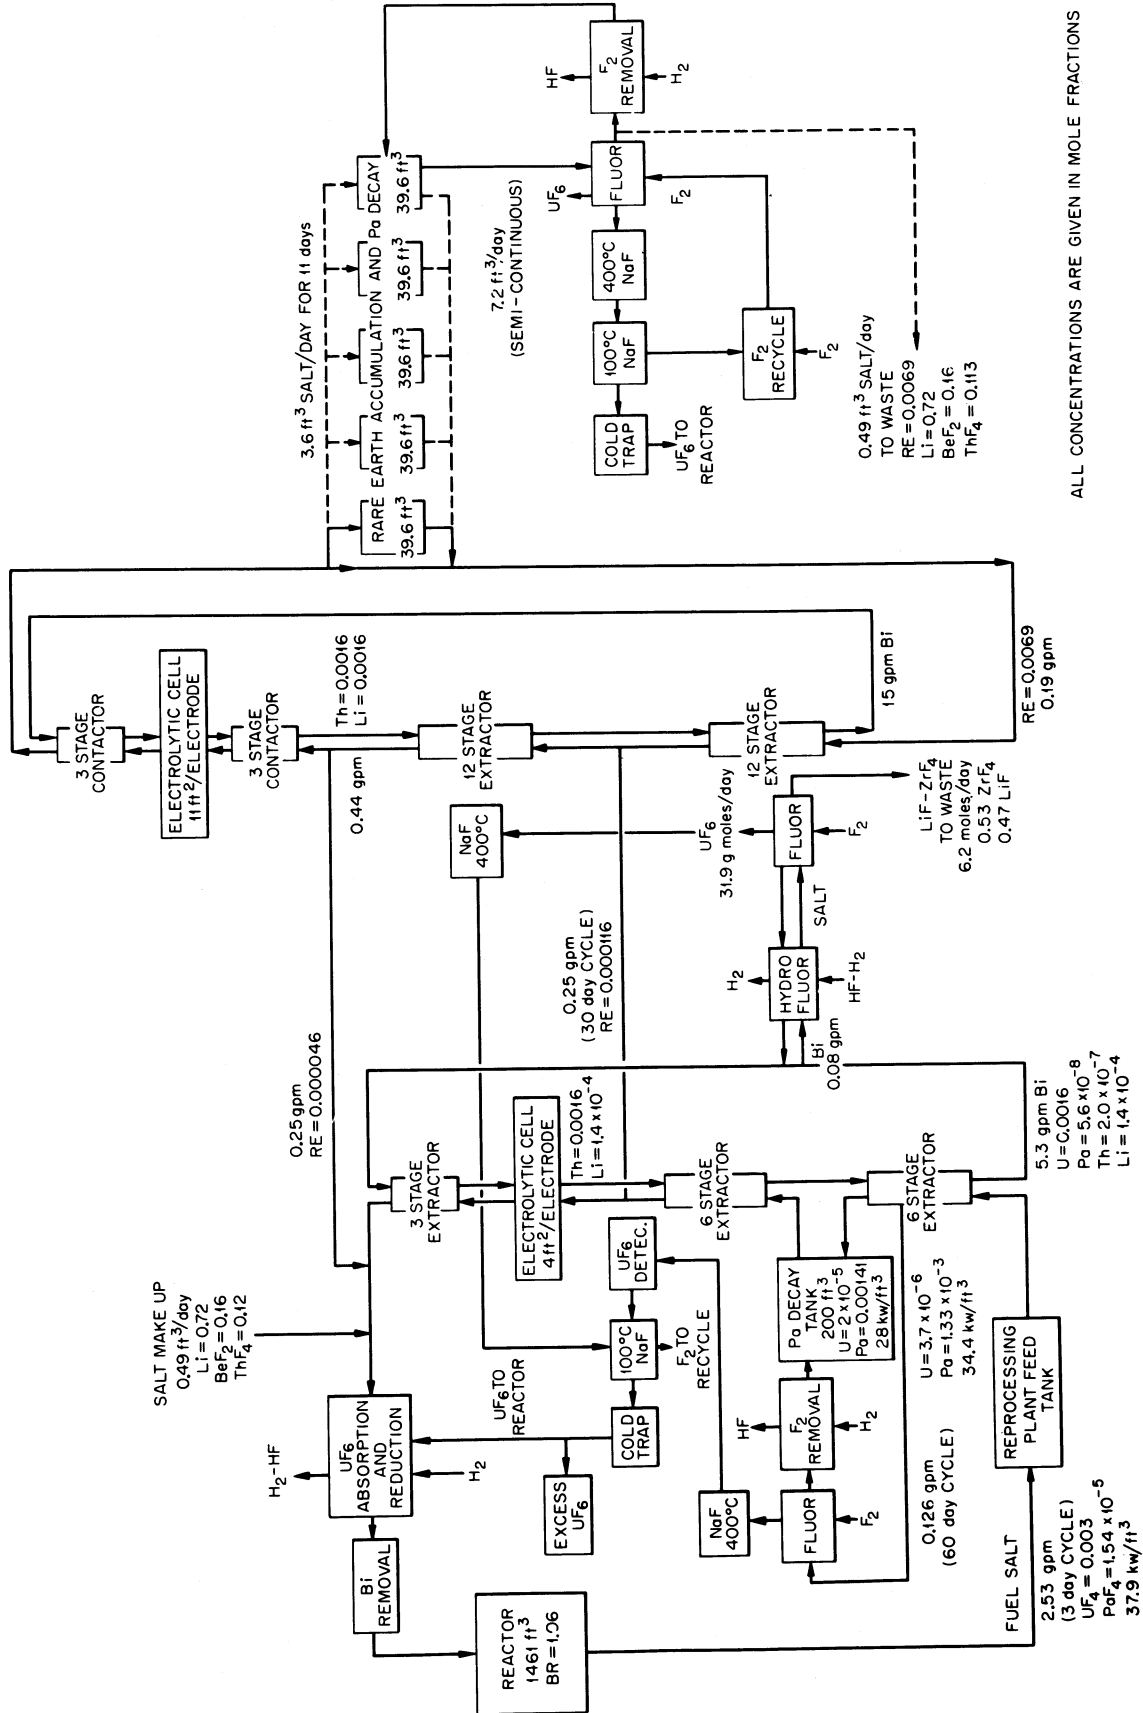 SALT MAKE UP
0.49 ft³/day
Li = 0.72
BeF₂ = 0.16
ThF₄ = 0.12
H₂-HF
UF₆
ABSORPTION
AND
REDUCTION
H₂
Bi
REMOVAL
REACTOR
1461 ft³
BR = 1.06
UF₆ TO
REACTOR
EXCESS
UF₆
COLD
TRAP
100°C
NaF
F₂ TO
RECYCLE
UF₆
DETEC.
0.25 gpm
RE = 0.000046
3 STAGE
EXTRACTOR
ELECTROLYTIC CELL
4 ft²/ELECTRODE
Th = 0.0016
Li = 1.4 x 10⁻⁴
6 STAGE
EXTRACTOR
0.25 gpm
(30 day CYCLE)
RE = 0.000116
Pa DECAY
TANK
200 ft³
U = 2 x 10⁻⁵
Pa = 0.00141
28 kw/ft³
HF
F₂
REMOVAL
H₂
NaF
400°C
FLUOR
F₂
0.126 gpm
(60 day CYCLE)
6 STAGE
EXTRACTOR
U = 3.7 x 10⁻⁶
Pa = 1.33 x 10⁻³
34.4 kw/ft³
REPROCESSING
PLANT FEED
TANK
FUEL SALT
2.53 gpm
(3 day CYCLE)
UF₄ = 0.003
PaF₄ = 1.54 x 10⁻⁵
37.9 kw/ft³
5.3 gpm Bi
U = 0.0016
Pa = 5.6 x 10⁻⁸
Th = 2.0 x 10⁻⁷
Li = 1.4 x 10⁻⁴
Bi
0.08 gpm
H₂
HYDRO
FLUOR
HF-H₂
SALT
FLUOR
F₂
UF₆
31.9 g moles/day
NaF
400°C
LiF-ZrF₄
TO WASTE
6.2 moles/day
0.53 ZrF₄
0.47 LiF
3 STAGE
CONTACTOR
ELECTROLYTIC CELL
11 ft²/ELECTRODE
3 STAGE
CONTACTOR
0.44 gpm
Th = 0.0016
Li = 0.0016
12 STAGE
EXTRACTOR
12 STAGE
EXTRACTOR
15 gpm Bi
RE = 0.0069
0.19 gpm
3.6 ft³ SALT/DAY FOR 11 days
RARE EARTH ACCUMULATION AND Pa DECAY
39.6 ft³
39.6 ft³
39.6 ft³
39.6 ft³
39.6 ft³
7.2 ft³/day
(SEMI-CONTINUOUS)
HF
F₂
REMOVAL
H₂
UF₆
FLUOR
F₂
400°C
NaF
100°C
NaF
COLD
TRAP
UF₆ TO
REACTOR
F₂
RECYCLE
F₂
0.49 ft³ SALT/day
TO WASTE
RE = 0.0069
Li = 0.72
BeF₂ = 0.16
ThF₄ = 0.113
ALL CONCENTRATIONS ARE GIVEN IN MOLE FRACTIONS